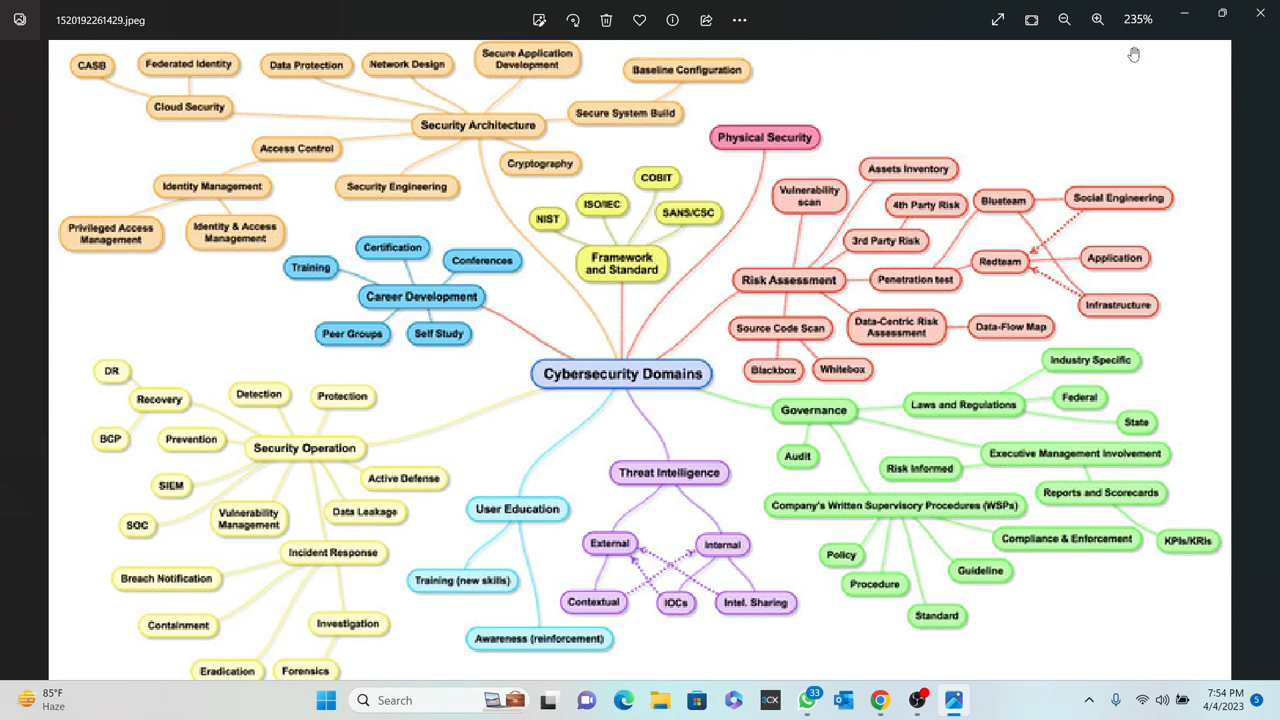 1520192261429.jpeg
235%
CASB
Federated Identity
Data Protection
Network Design
Secure Application
Development
Baseline Configuration
Cloud Security
Secure System Build
Security Architecture
Physical Security
Access Control
Cryptography
Identity Management
Security Engineering
Privileged Access
Management
Identity & Access
Management
COBIT
ISO/IEC
NIST
SANS/CSC
Framework
and Standard
Assets Inventory
Vulnerability
scan
4th Party Risk
Blueteam
Social Engineering
3rd Party Risk
Redteam
Application
Risk Assessment
Penetration test
Infrastructure
Source Code Scan
Data-Centric Risk
Assessment
Data-Flow Map
Blackbox
Whitebox
Certification
Training
Conferences
Career Development
Peer Groups
Self Study
Cybersecurity Domains
Industry Specific
Governance
Laws and Regulations
Federal
State
Audit
Executive Management Involvement
Risk Informed
Reports and Scorecards
Company's Written Supervisory Procedures (WSPs)
Compliance & Enforcement
KPIs/KRIs
Policy
Procedure
Guideline
Standard
DR
Recovery
Detection
Protection
BCP
Prevention
Security Operation
SIEM
Active Defense
SOC
Vulnerability
Management
Data Leakage
Incident Response
Breach Notification
Containment
Investigation
Eradication
Forensics
Threat Intelligence
User Education
External
Internal
Training (new skills)
Contextual
IOCs
Intel. Sharing
Awareness (reinforcement)
85°F
Haze
Search
33
7:54 PM
4/4/2023
5